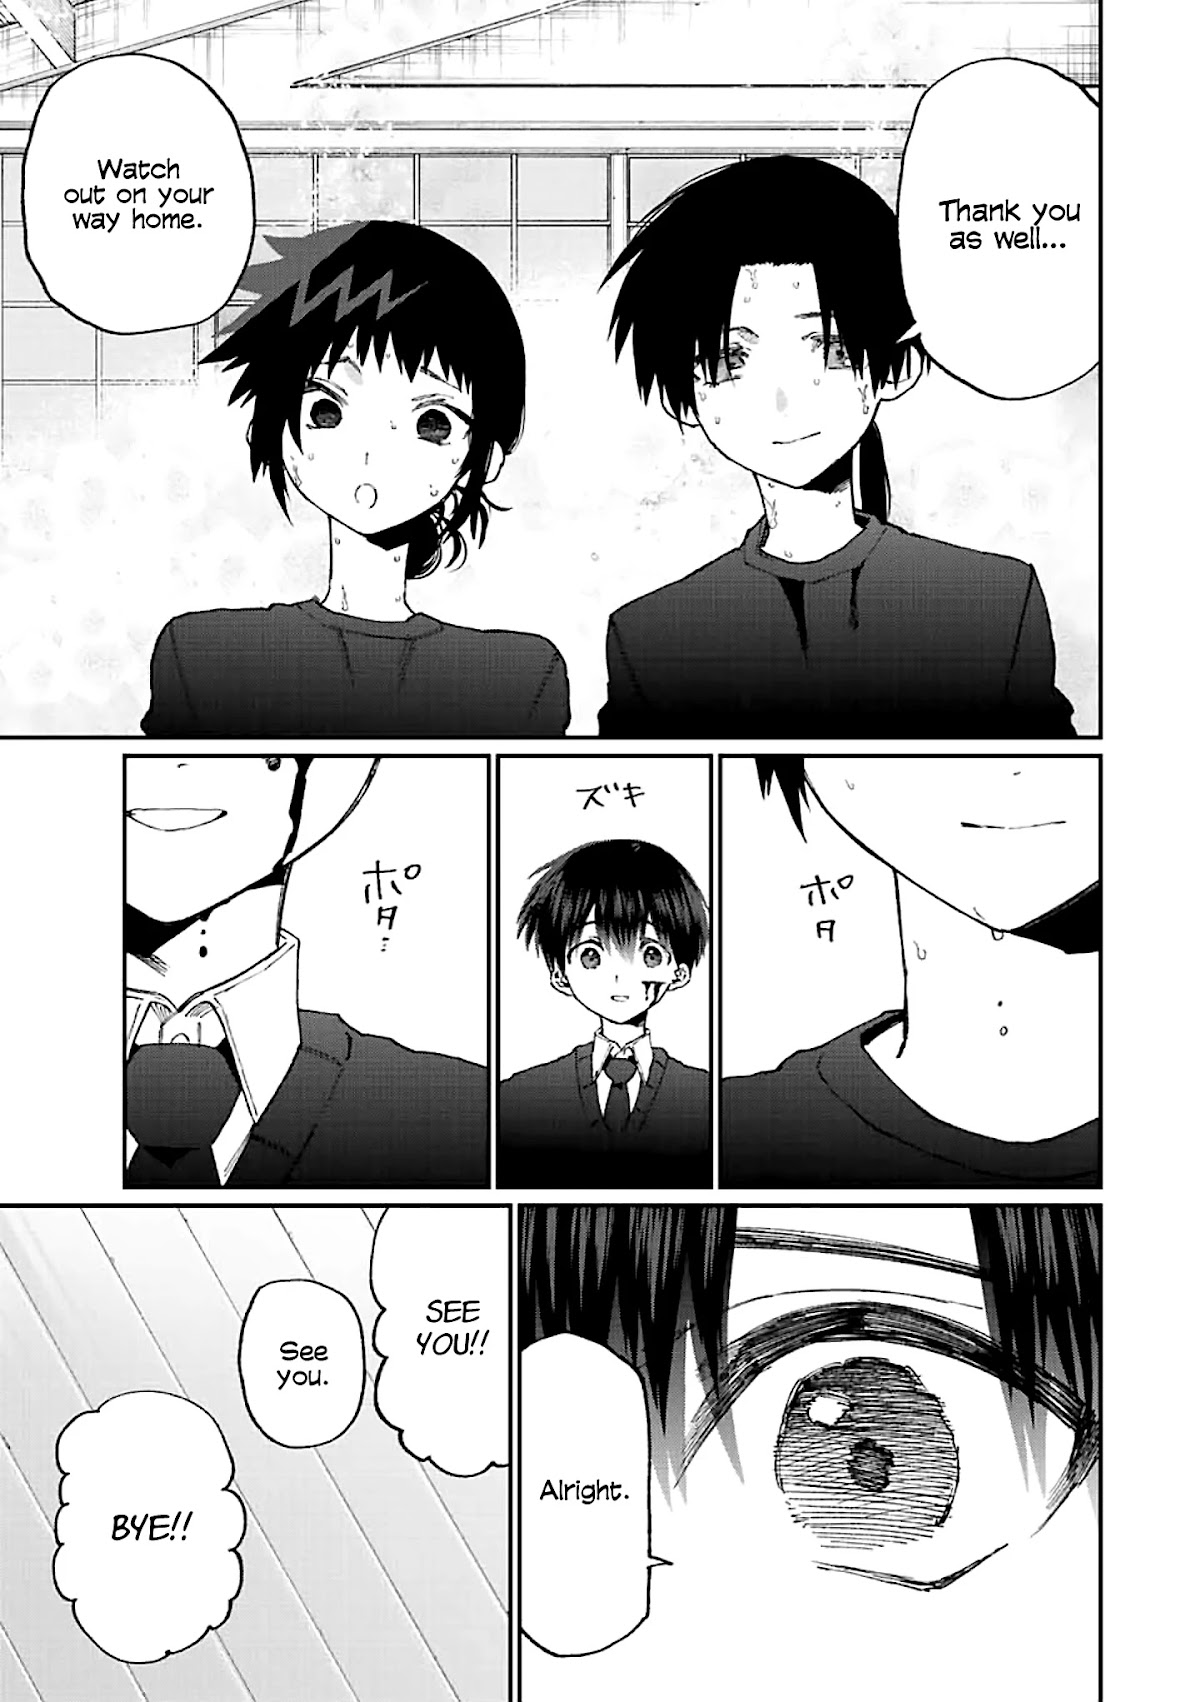 Thank you
as well...
Watch
out on your
way home.
ポタ
ズキ
ポタ…
Alright.
SEE
YOU!!
See
you.
BYE!!